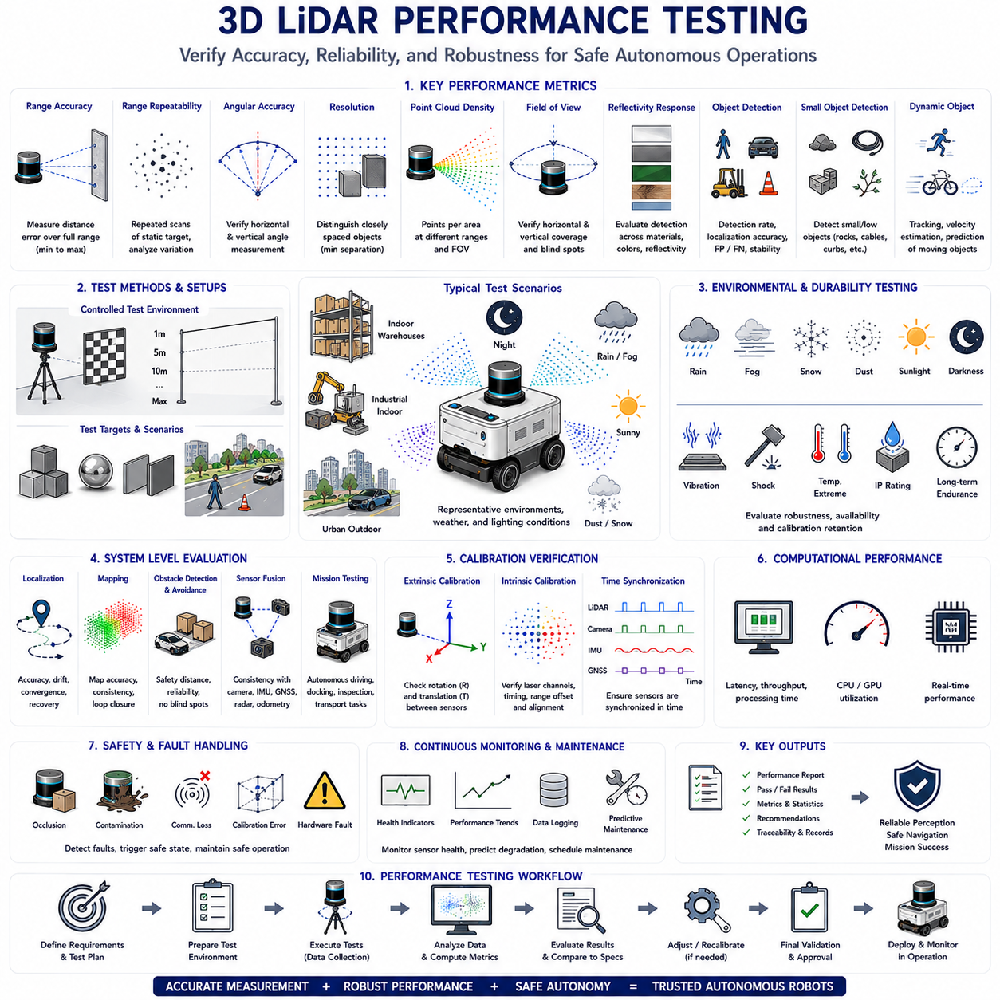 3D LiDAR PERFORMANCE TESTING
Verify Accuracy, Reliability, and Robustness for Safe Autonomous Operations
1. KEY PERFORMANCE METRICS
Range Accuracy
Measure distance
error over full range
(min to max)
Range Repeatability
Repeated scans
of static target,
analyze variation
Angular Accuracy
Verify horizontal
& vertical angle
measurement
Resolution
Distinguish closely
spaced objects
(min separation)
Point Cloud Density
Points per area
at different ranges
and FOV
Field of View
Verify horizontal &
vertical coverage
and blind spots
Reflectivity Response
Evaluate detection
across materials,
colors, reflectivity
Object Detection
Detection rate,
localization accuracy,
FP / FN, stability
Small Object Detection
Detect small/low
objects (rocks, cables,
curbs, etc.)
Dynamic Object
Tracking, velocity
estimation, prediction
of moving objects
2. TEST METHODS & SETUPS
Controlled Test Environment
1m
5m
10m
...
Max
Test Targets & Scenarios
Typical Test Scenarios
Indoor
Warehouses
Night
Rain / Fog
Industrial
Indoor
Sunny
Urban Outdoor
Representative environments,
weather, and lighting conditions
Dust / Snow
3. ENVIRONMENTAL & DURABILITY TESTING
Rain
Fog
Snow
Dust
Sunlight
Darkness
Vibration
Shock
Temp.
Extreme
IP Rating
Long-term
Endurance
Evaluate robustness, availability
and calibration retention
4. SYSTEM LEVEL EVALUATION
Localization
Accuracy, drift,
convergence,
recovery
Mapping
Map accuracy,
consistency,
loop closure
Obstacle Detection
& Avoidance
Safety distance,
reliability,
no blind spots
Sensor Fusion
Consistency with
camera, IMU, GNSS,
radar, odometry
Mission Testing
Autonomous driving,
docking, inspection,
transport tasks
5. CALIBRATION VERIFICATION
Extrinsic Calibration
Z
Y
X
Check rotation (R)
and translation (T)
between sensors
Intrinsic Calibration
Verify laser channels,
timing, range offset
and alignment
Time Synchronization
LiDAR
Camera
IMU
GNSS
Time
Ensure sensors are
synchronized in time
6. COMPUTATIONAL PERFORMANCE
Latency, throughput,
processing time
CPU / GPU
utilization
Real-time
performance
7. SAFETY & FAULT HANDLING
Occlusion
Contamination
Comm. Loss
Calibration Error
Hardware Fault
Detect faults, trigger safe state, maintain safe operation
8. CONTINUOUS MONITORING & MAINTENANCE
Health Indicators
Performance Trends
Data Logging
Predictive
Maintenance
Monitor sensor health, predict degradation, schedule maintenance
9. KEY OUTPUTS
Performance Report
Pass / Fail Results
Metrics & Statistics
Recommendations
Traceability & Records
Reliable Perception
Safe Navigation
Mission Success
10. PERFORMANCE TESTING WORKFLOW
Define Requirements
& Test Plan
Prepare Test
Environment
Execute Tests
(Data Collection)
Analyze Data
& Compute Metrics
Evaluate Results
& Compare to Specs
Adjust / Recalibrate
(if needed)
Final Validation
& Approval
Deploy & Monitor
in Operation
ACCURATE MEASUREMENT + ROBUST PERFORMANCE + SAFE AUTONOMY = TRUSTED AUTONOMOUS ROBOTS